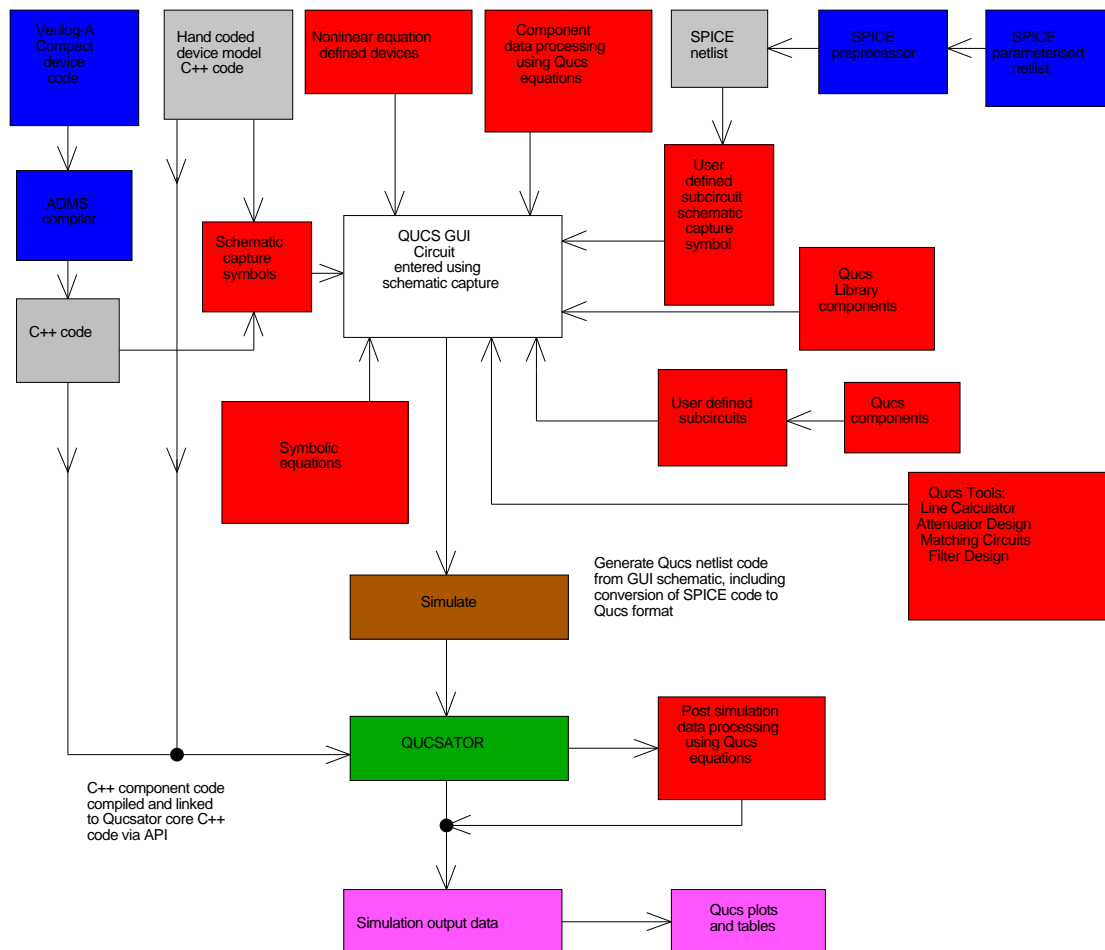 Verilog-A
Compact
device
code
Hand coded
device model
C++ code
Nonlinear equation
defined devices
Component
data processing
using Qucs
equations
SPICE
netlist
SPICE
preprocessor
SPICE
parameterised
netlist
ADMS
compiler
Schematic
capture
symbols
QUCS GUI
Circuit
entered using
schematic capture
User
defined
subcircuit
schematic
capture
symbol
Qucs
Library
components
C++ code
User defined
subcircuits
Qucs
components
Symbolic
equations
Qucs Tools:
Line Calculator
Attenuator Design
Matching Circuits
Filter Design
Simulate
Generate Qucs netlist code
from GUI schematic, including
conversion of SPICE code to
Qucs format
QUCSATOR
Post simulation
data processing
using Qucs
equations
C++ component code
compiled and linked
to Qucsator core C++
code via API
Simulation output data
Qucs plots
and tables